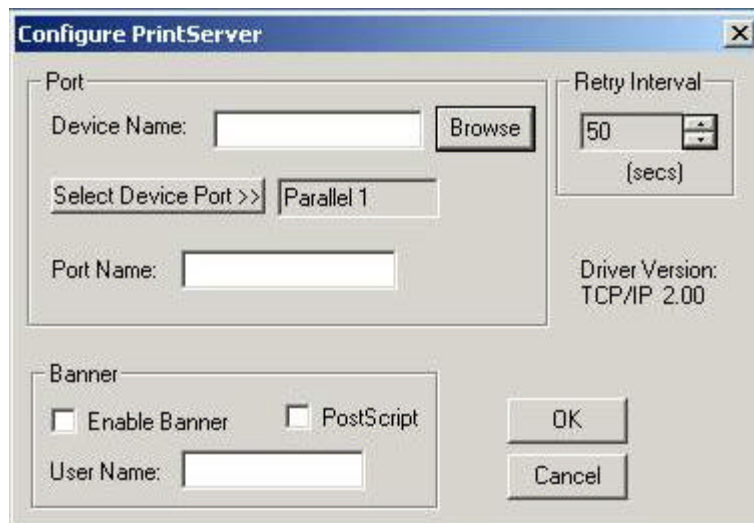 Configure PrintServer
Port
Device Name:
Browse
Select Device Port >>
Parallel 1
Port Name:
Retry Interval
50
(secs)
Driver Version:
TCP/IP 2.00
Banner
Enable Banner
PostScript
User Name:
OK
Cancel